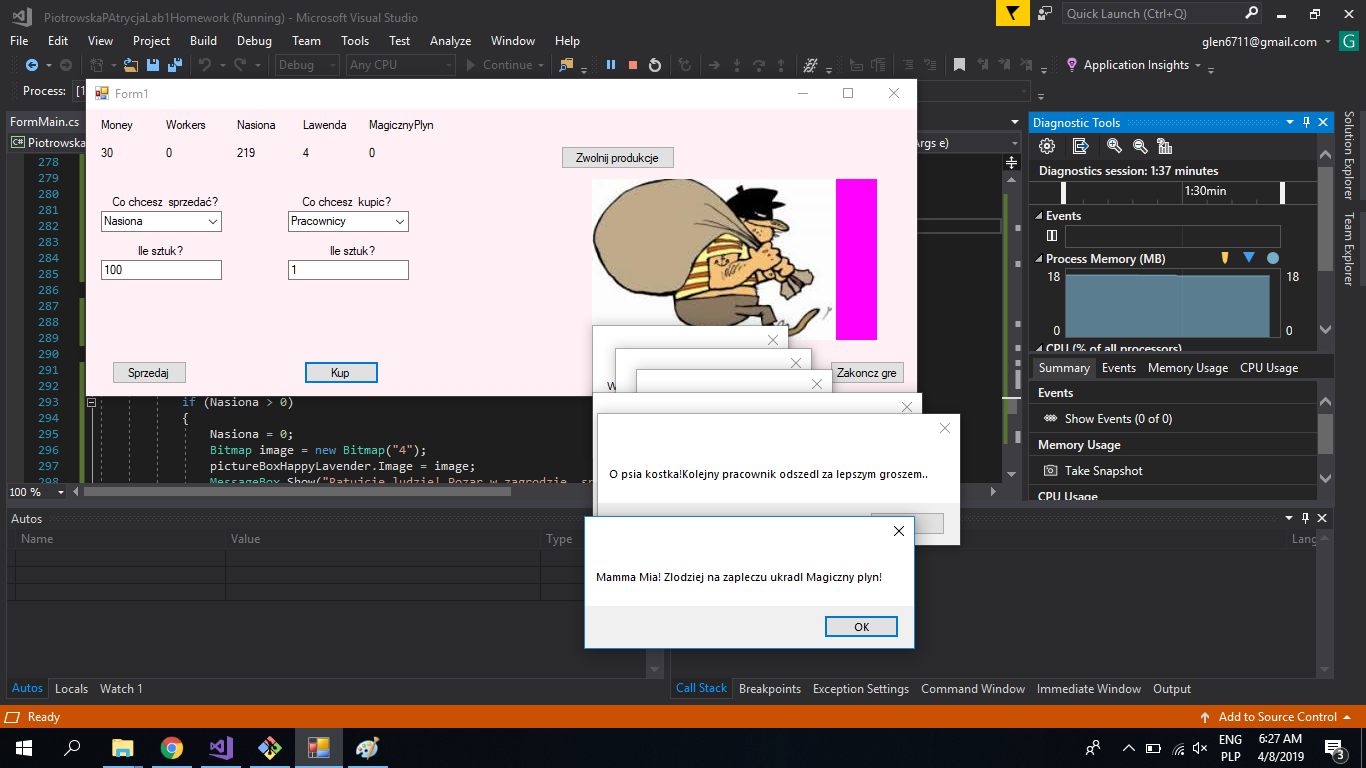 PiotrowskaPAtrycjaLab1Homework (Running) - Microsoft Visual Studio
Quick Launch (Ctrl+Q)
File Edit View Project Build Debug Team Tools Test Analyze Window Help
glen6711@gmail.com
G
Debug Any CPU Continue Application Insights
Process:
Form1
FormMain.cs
C# Piotrowska
Args e)
Money Workers Nasiona Lawenda MagicznyPlyn
30 0 219 4 0
Zwolnij produkcje
Co chcesz sprzedać? Co chcesz kupic?
Nasiona Pracownicy
Ile sztuk? Ile sztuk?
100 1
Sprzedaj Kup Zakoncz gre
278
279
280
281
282
283
284
285
286
287
288
289
290
291
292
293 if (Nasiona > 0)
294 {
295 Nasiona = 0;
296 Bitmap image = new Bitmap("4");
297 pictureBoxHappyLavender.Image = image;
298 MessageBox.Show("Ratujcie ludzie! Pozar w zagrodzie,
100 %
W
O psia kostka!Kolejny pracownik odszedl za lepszym groszem..
Mamma Mia! Zlodziej na zapleczu ukradl Magiczny plyn!
OK
Diagnostic Tools
Diagnostics session: 1:37 minutes
1:30min
Events
Process Memory (MB)
18 18
0 0
CPU (% of all processors)
Summary Events Memory Usage CPU Usage
Events
Show Events (0 of 0)
Memory Usage
Take Snapshot
CPU Usage
Solution Explorer
Team Explorer
Autos
Name Value Type
Lang
Autos Locals Watch 1
Call Stack Breakpoints Exception Settings Command Window Immediate Window Output
Ready
Add to Source Control
ENG
PLP
6:27 AM
4/8/2019
3